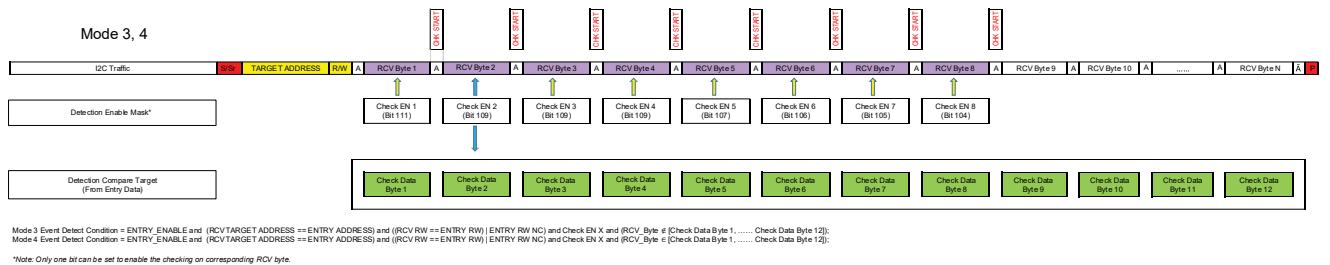 Mode 3, 4
CHK START CHK START CHK START CHK START CHK START CHK START CHK START CHK START
I2C Traffic S/Sr TARGET ADDRESS R/W A RCV Byte 1 A RCV Byte 2 A RCV Byte 3 A RCV Byte 4 A RCV Byte 5 A RCV Byte 6 A RCV Byte 7 A RCV Byte 8 A RCV Byte 9 A RCV Byte 10 A ...... A RCV Byte N Ā P
Detection Enable Mask* Check EN 1 Check EN 2 Check EN 3 Check EN 4 Check EN 5 Check EN 6 Check EN 7 Check EN 8
(Bit 111) (Bit 109) (Bit 109) (Bit 109) (Bit 107) (Bit 106) (Bit 105) (Bit 104)
Detection Compare Target Check Data Check Data Check Data Check Data Check Data Check Data Check Data Check Data Check Data Check Data Check Data Check Data
(From Entry Data) Byte 1 Byte 2 Byte 3 Byte 4 Byte 5 Byte 6 Byte 7 Byte 8 Byte 9 Byte 10 Byte 11 Byte 12
Mode 3 Event Detect Condition = ENTRY_ENABLE and (RCV TARGET ADDRESS == ENTRY ADDRESS) and ((RCV RW == ENTRY RW) | ENTRY RW NC) and Check EN X and (RCV_Byte ∉ [Check Data Byte 1, ...... Check Data Byte 12]);
Mode 4 Event Detect Condition = ENTRY_ENABLE and (RCV TARGET ADDRESS == ENTRY ADDRESS) and ((RCV RW == ENTRY RW) | ENTRY RW NC) and Check EN X and (RCV_Byte ∈ [Check Data Byte 1, ...... Check Data Byte 12]);
*Note: Only one bit can be set to enable the checking on corresponding RCV byte.